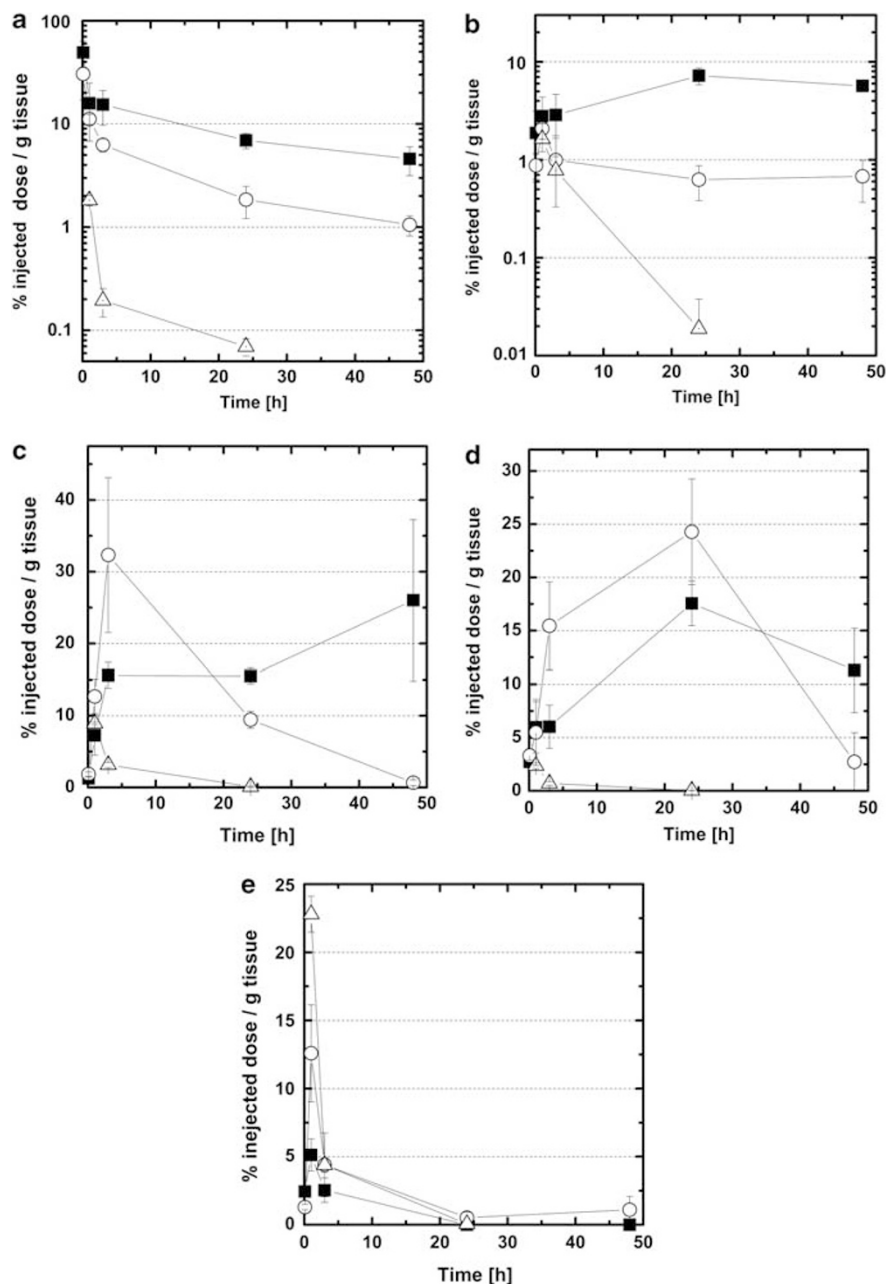 a
% injected dose / g tissue
100
10
1
0.1
0 10 20 30 40 50
Time [h]
b
% injected dose / g tissue
10
1
0.1
0.01
0 10 20 30 40 50
Time [h]
c
% injected dose / g tissue
40
30
20
10
0
0 10 20 30 40 50
Time [h]
d
% injected dose / g tissue
30
25
20
15
10
5
0
0 10 20 30 40 50
Time [h]
e
% inejected dose / g tissue
25
20
15
10
5
0
0 10 20 30 40 50
Time [h]